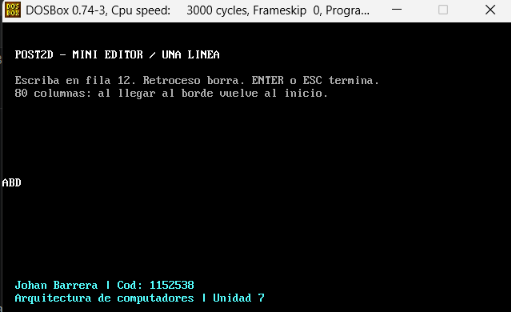 DOSBox 0.74-3, Cpu speed: 3000 cycles, Frameskip 0, Progra...
POST2D - MINI EDITOR / UNA LINEA
Escriba en fila 12. Retroceso borra. ENTER o ESC termina.
80 columnas: al llegar al borde vuelve al inicio.
ABD
Johan Barrera | Cod: 1152538
Arquitectura de computadores | Unidad 7